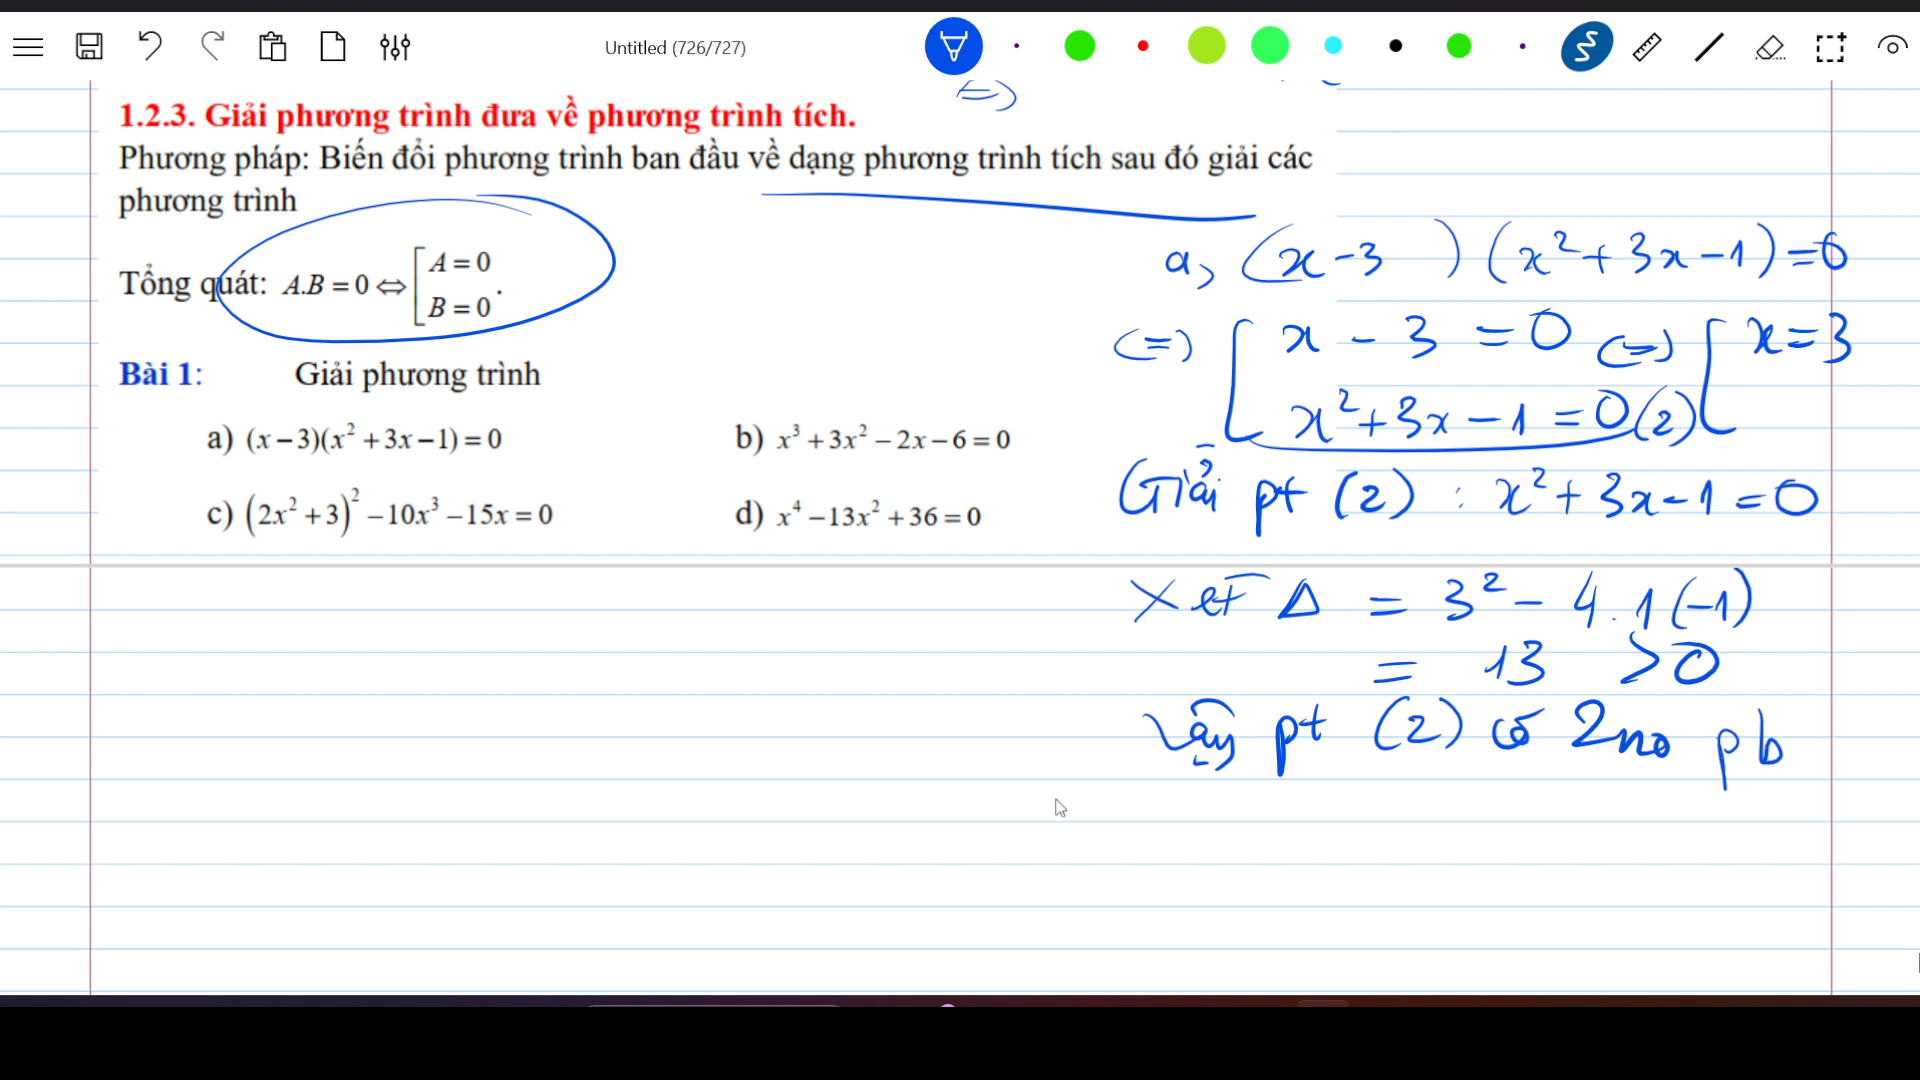 Untitled (726/727)
⇔
1.2.3. Giải phương trình đưa về phương trình tích.
Phương pháp: Biến đổi phương trình ban đầu về dạng phương trình tích sau đó giải các
phương trình
Tổng quát: A.B = 0 ⇔ [ A = 0
B = 0 .
Bài 1: Giải phương trình
a) (x – 3)(x² + 3x – 1) = 0 b) x³ + 3x² – 2x – 6 = 0
c) (2x² + 3)² – 10x³ – 15x = 0 d) x⁴ – 13x² + 36 = 0
a, (x - 3 ) (x² + 3x - 1) = 0
(=) [ x - 3 = 0 (=) [ x = 3
x² + 3x - 1 = 0 (2)
Giải pt (2) : x² + 3x - 1 = 0
Xét Δ = 3² - 4.1(-1)
= 13 > 0
Vậy pt (2) có 2 no pb